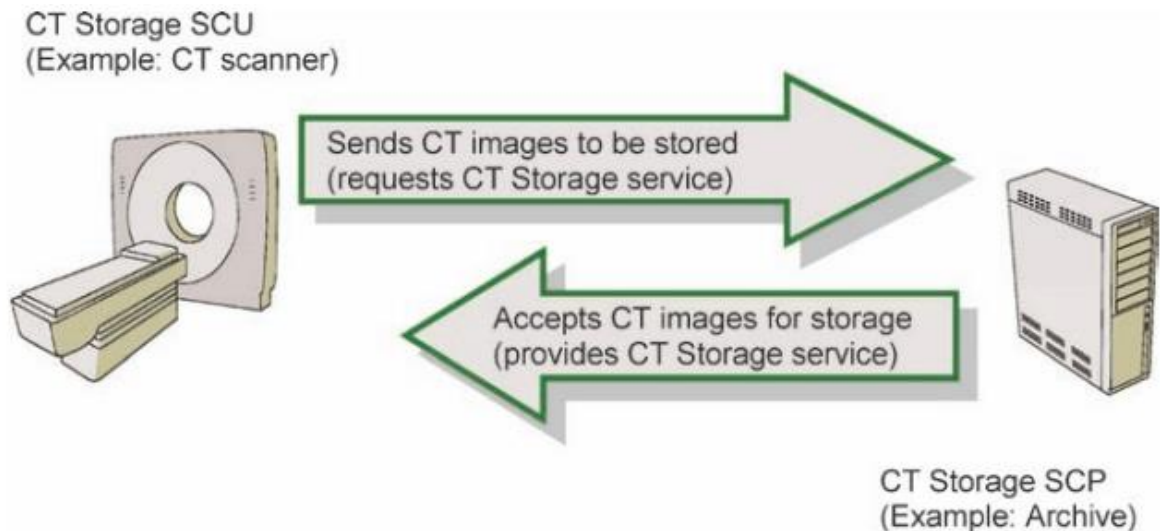 CT Storage SCU
(Example: CT scanner)
Sends CT images to be stored
(requests CT Storage service)
Accepts CT images for storage
(provides CT Storage service)
CT Storage SCP
(Example: Archive)